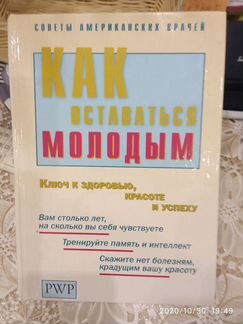 СОВЕТЫ АМЕРИКАНСКИХ ВРАЧЕЙ
КАК
ОСТАВАТЬСЯ
МОЛОДЫМ
Ключ к здоровью,
красоте
и успеху
Вам столько лет,
на сколько вы себя чувствуете
Тренируйте память и интеллект
Скажите нет болезням,
крадущим вашу красоту
PWP
2020/10/30 19:49